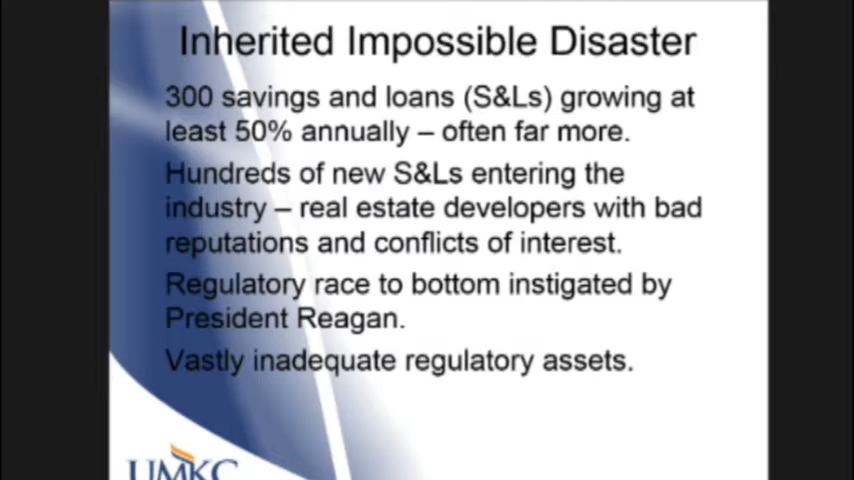 Inherited Impossible Disaster
300 savings and loans (S&Ls) growing at
least 50% annually – often far more.
Hundreds of new S&Ls entering the
industry – real estate developers with bad
reputations and conflicts of interest.
Regulatory race to bottom instigated by
President Reagan.
Vastly inadequate regulatory assets.
UMKC